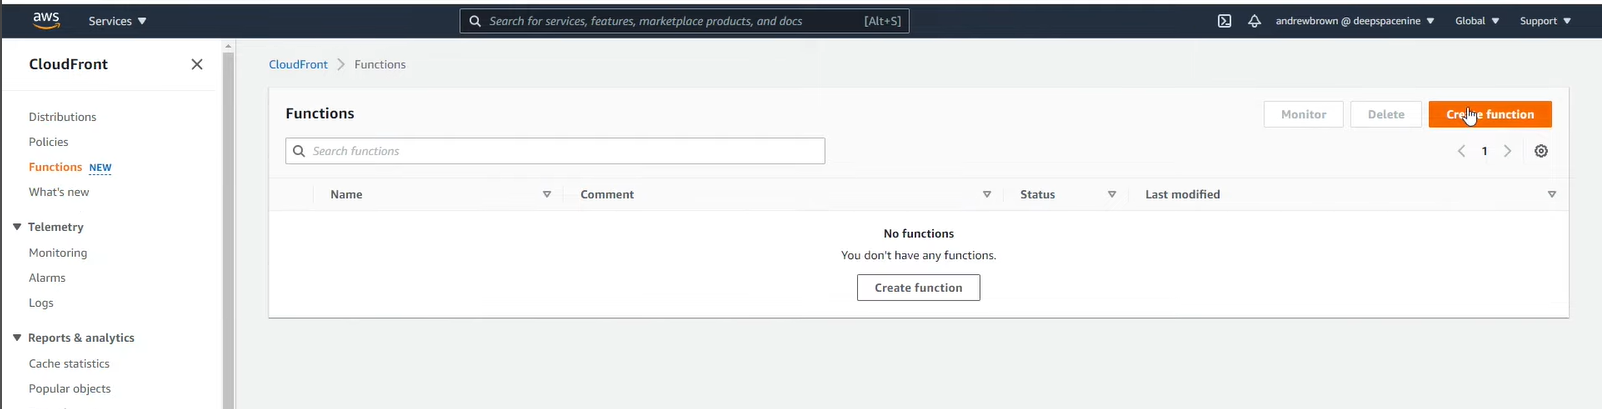 aws Services Search for services, features, marketplace products, and docs [Alt+S] andrewbrown @ deepspacenine Global Support
CloudFront
CloudFront Functions
Distributions
Policies
Functions NEW
What's new
Telemetry
Monitoring
Alarms
Logs
Reports & analytics
Cache statistics
Popular objects
Functions
Monitor Delete Create function
Search functions
1
Name Comment Status Last modified
No functions
You don't have any functions.
Create function